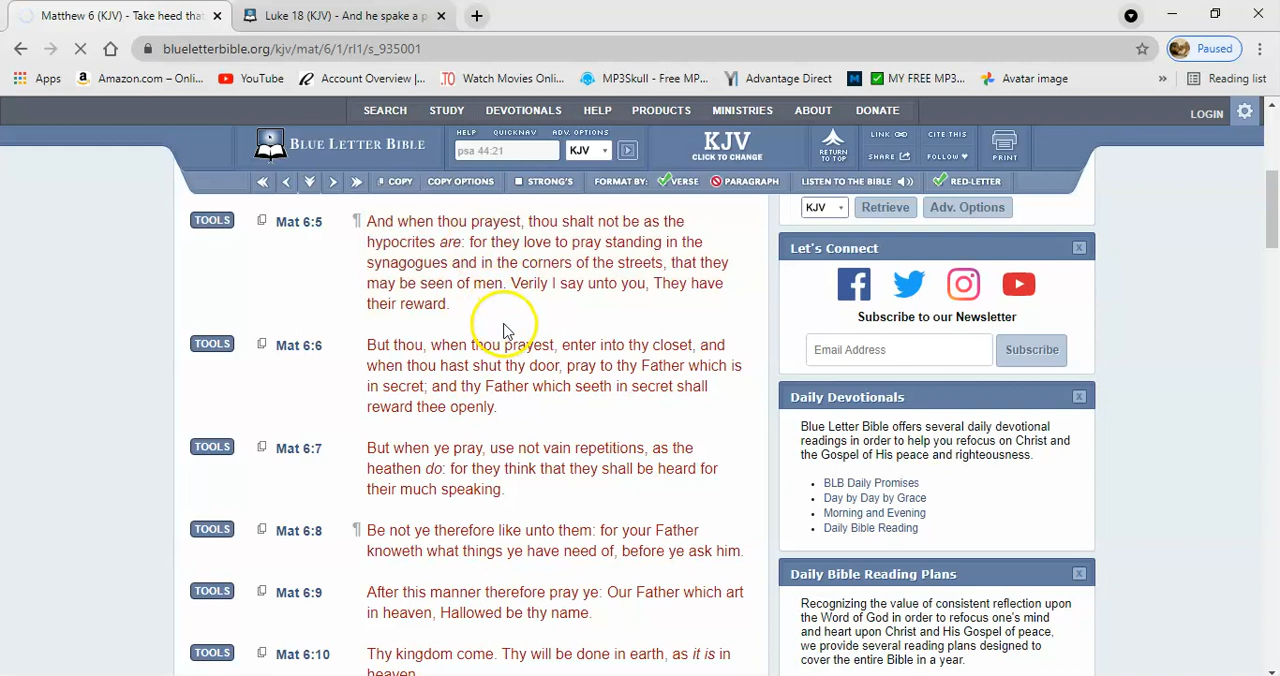 Matthew 6 (KJV) - Take heed tha
Luke 18 (KJV) - And he spake a p
blueletterbible.org/kjv/mat/6/1/rl1/s_935001
Paused
Apps
Amazon.com – Onli...
YouTube
Account Overview |...
Watch Movies Onlin...
MP3Skull - Free MP...
Advantage Direct
MY FREE MP3...
Avatar image
»
Reading list
SEARCH STUDY DEVOTIONALS HELP PRODUCTS MINISTRIES ABOUT DONATE
LOGIN
BLUE LETTER BIBLE
HELP QUICKNAV ADV. OPTIONS
psa 44:21
KJV
KJV
CLICK TO CHANGE
RETURN
TO TOP
LINK
CITE THIS
SHARE
FOLLOW
PRINT
COPY COPY OPTIONS STRONG'S FORMAT BY: VERSE PARAGRAPH LISTEN TO THE BIBLE RED-LETTER
TOOLS Mat 6:5 ¶ And when thou prayest, thou shalt not be as the
hypocrites are: for they love to pray standing in the
synagogues and in the corners of the streets, that they
may be seen of men. Verily I say unto you, They have
their reward.
TOOLS Mat 6:6 But thou, when thou prayest, enter into thy closet, and
when thou hast shut thy door, pray to thy Father which is
in secret; and thy Father which seeth in secret shall
reward thee openly.
TOOLS Mat 6:7 But when ye pray, use not vain repetitions, as the
heathen do: for they think that they shall be heard for
their much speaking.
TOOLS Mat 6:8 ¶ Be not ye therefore like unto them: for your Father
knoweth what things ye have need of, before ye ask him.
TOOLS Mat 6:9 After this manner therefore pray ye: Our Father which art
in heaven, Hallowed be thy name.
TOOLS Mat 6:10 Thy kingdom come. Thy will be done in earth, as it is in
heaven.
KJV Retrieve Adv. Options
Let's Connect
Subscribe to our Newsletter
Email Address Subscribe
Daily Devotionals
Blue Letter Bible offers several daily devotional
readings in order to help you refocus on Christ and
the Gospel of His peace and righteousness.
• BLB Daily Promises
• Day by Day by Grace
• Morning and Evening
• Daily Bible Reading
Daily Bible Reading Plans
Recognizing the value of consistent reflection upon
the Word of God in order to refocus one's mind
and heart upon Christ and His Gospel of peace,
we provide several reading plans designed to
cover the entire Bible in a year.